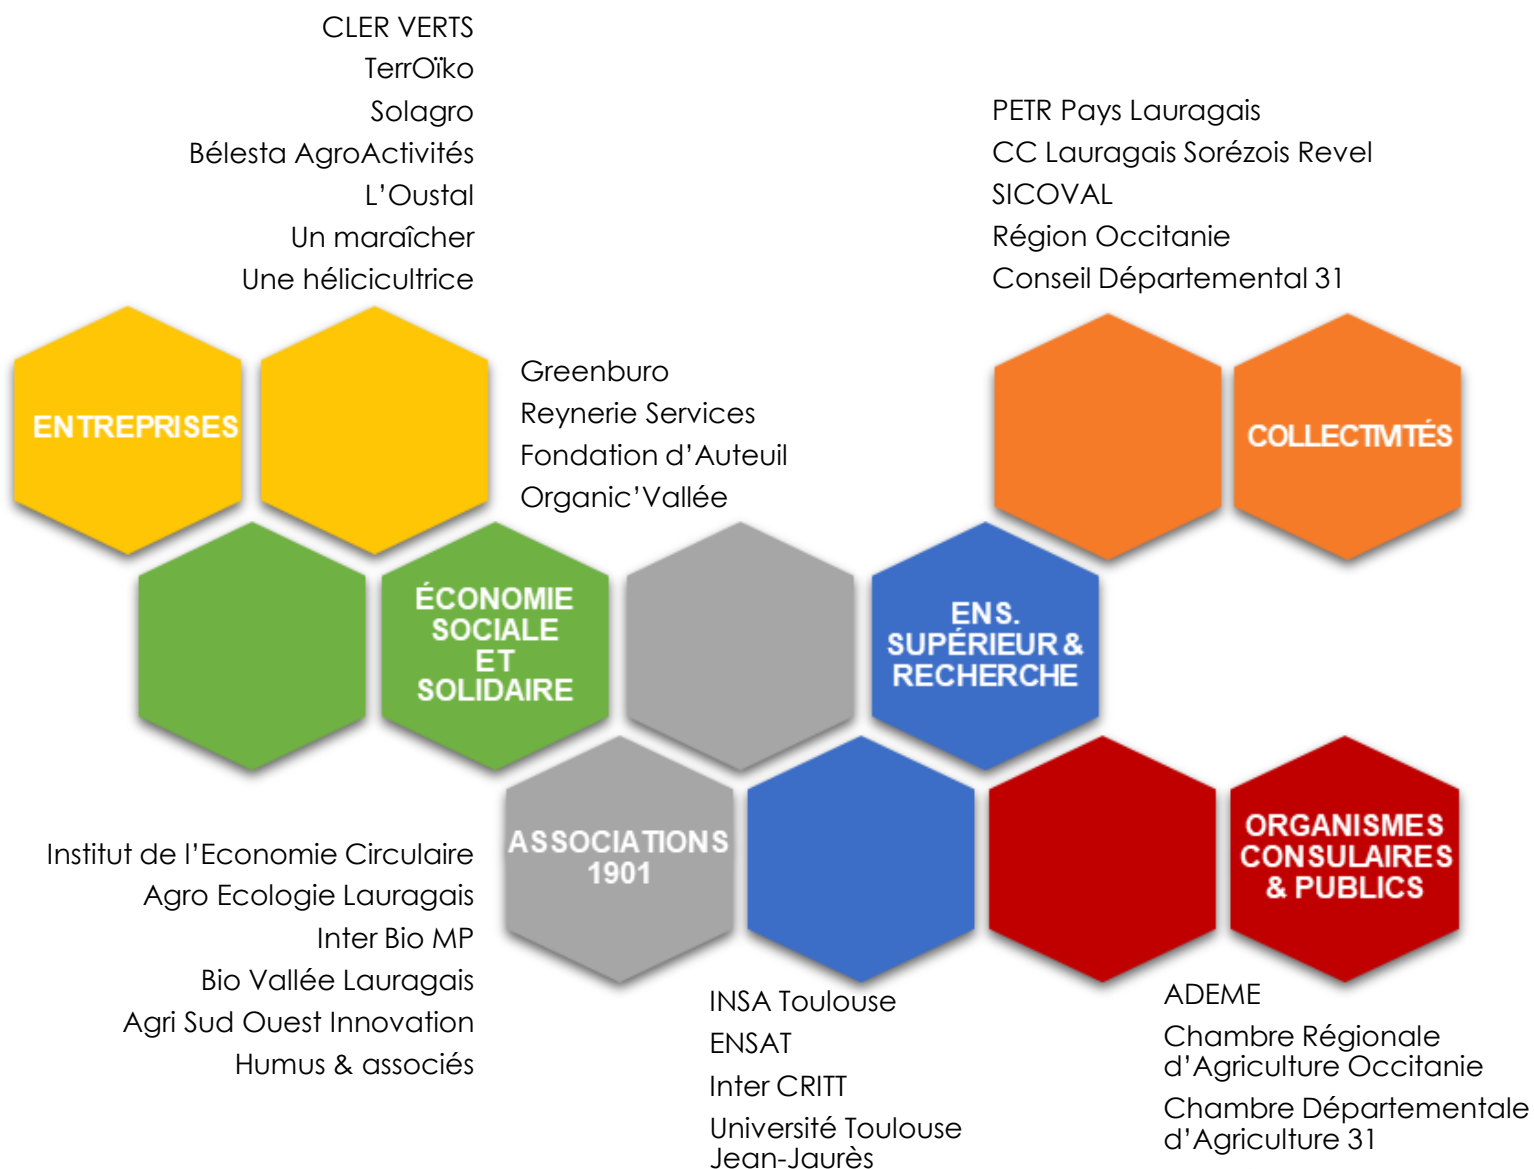 CLER VERTS
TerrOïko
Solagro
Bélesta AgroActivités
L’Oustal
Un maraîcher
Une hélicicultrice
PETR Pays Lauragais
CC Lauragais Sorézois Revel
SICOVAL
Région Occitanie
Conseil Départemental 31
ENTREPRISES
Greenburo
Reynerie Services
Fondation d’Auteuil
Organic’Vallée
COLLECTIVITÉS
ÉCONOMIE
SOCIALE
ET
SOLIDAIRE
ENS.
SUPÉRIEUR &
RECHERCHE
Institut de l’Economie Circulaire
Agro Ecologie Lauragais
Inter Bio MP
Bio Vallée Lauragais
Agri Sud Ouest Innovation
Humus & associés
ASSOCIATIONS
1901
ORGANISMES
CONSULAIRES
& PUBLICS
INSA Toulouse
ENSAT
Inter CRITT
Université Toulouse
Jean-Jaurès
ADEME
Chambre Régionale
d’Agriculture Occitanie
Chambre Départementale
d’Agriculture 31